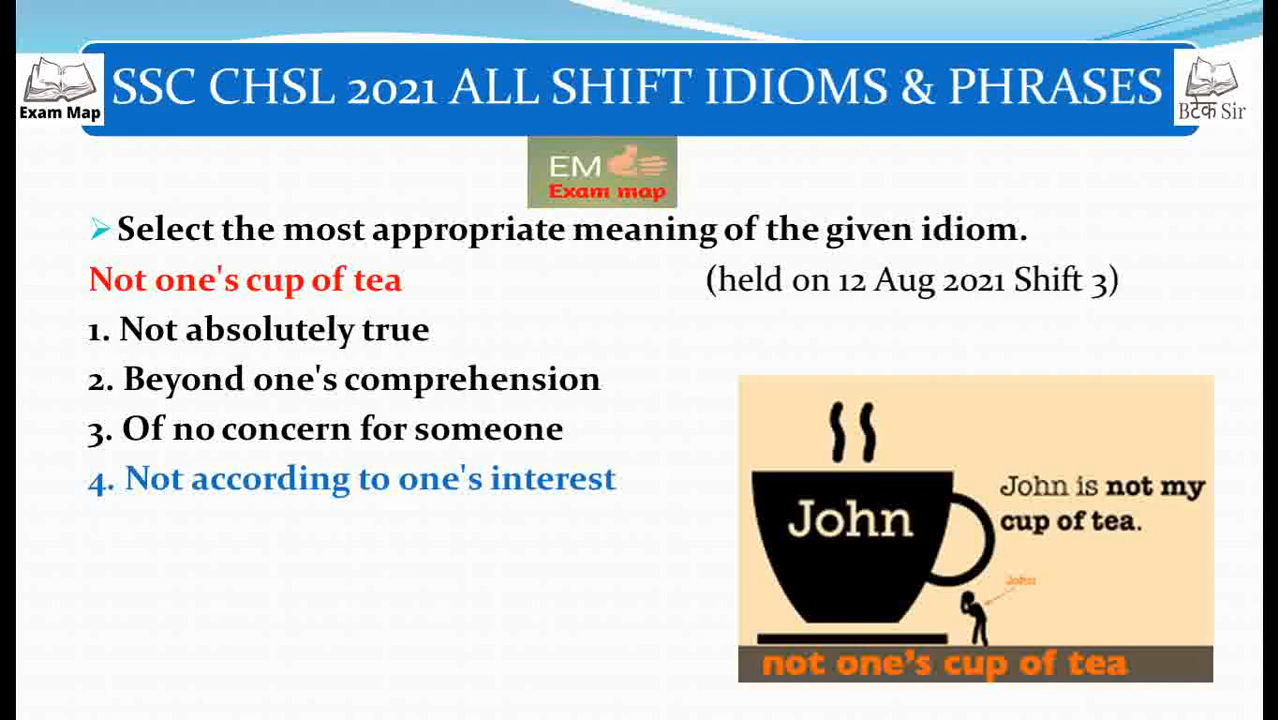 SSC CHSL 2021 ALL SHIFT IDIOMS & PHRASES
Exam Map
Bटेक Sir
EM
Exam map
Select the most appropriate meaning of the given idiom.
Not one's cup of tea
(held on 12 Aug 2021 Shift 3)
1. Not absolutely true
2. Beyond one's comprehension
3. Of no concern for someone
4. Not according to one's interest
John
John is not my
cup of tea.
John
not one's cup of tea